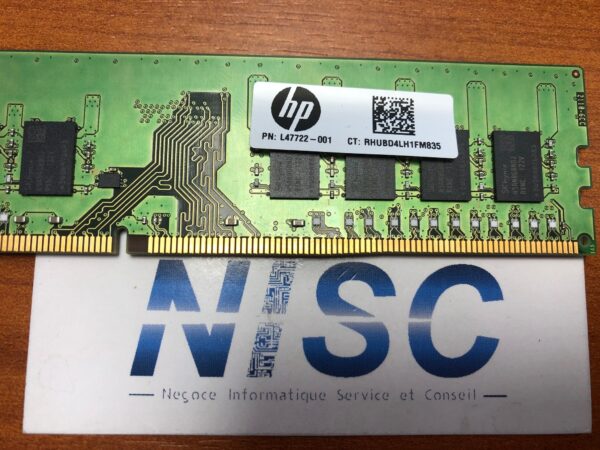 hp
PN: L47722-001 CT: RHUBD4LH1FM835
NISC
Negoce Informatique Service et Conseil